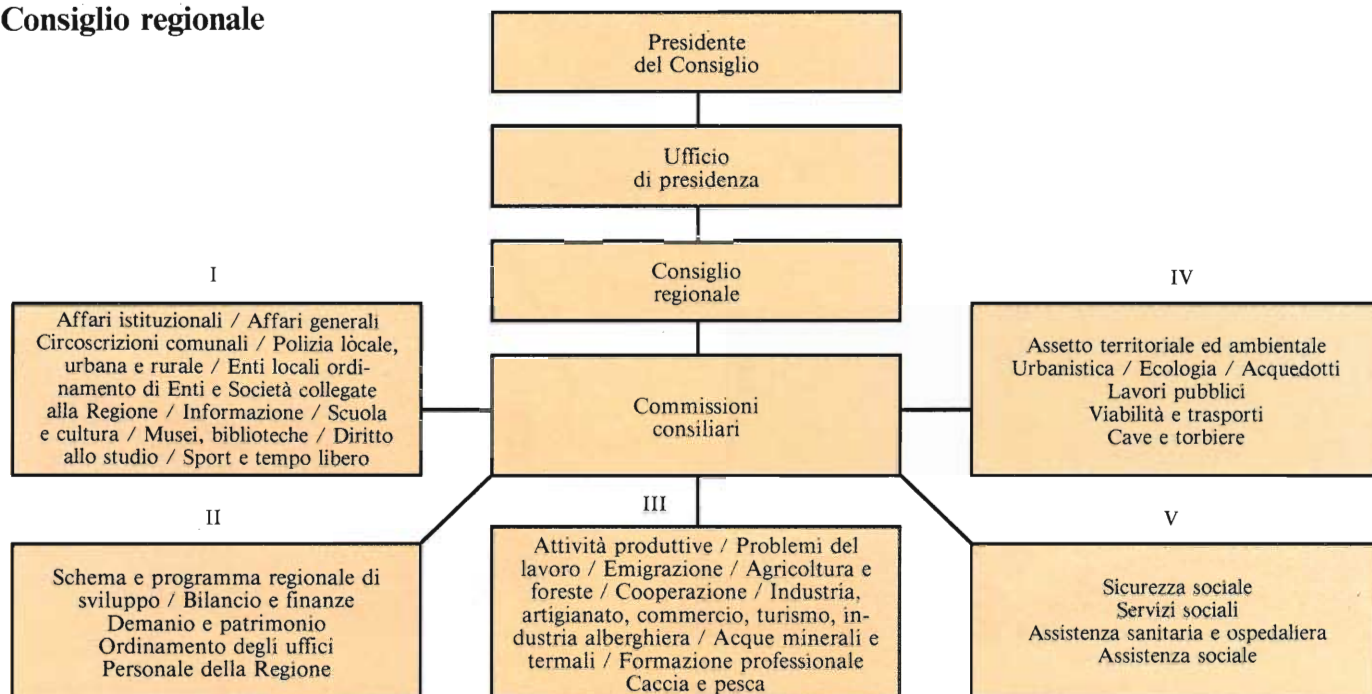 Consiglio regionale
Presidente
del Consiglio
Ufficio
di presidenza
Consiglio
regionale
Commissioni
consiliari
I
Affari istituzionali / Affari generali
Circoscrizioni comunali / Polizia locale,
urbana e rurale / Enti locali ordi-
namento di Enti e Società collegate
alla Regione / Informazione / Scuola
e cultura / Musei, biblioteche / Diritto
allo studio / Sport e tempo libero
II
Schema e programma regionale di
sviluppo / Bilancio e finanze
Demanio e patrimonio
Ordinamento degli uffici
Personale della Regione
III
Attività produttive / Problemi del
lavoro / Emigrazione / Agricoltura e
foreste / Cooperazione / Industria,
artigianato, commercio, turismo, in-
dustria alberghiera / Acque minerali e
termali / Formazione professionale
Caccia e pesca
IV
Assetto territoriale ed ambientale
Urbanistica / Ecologia / Acquedotti
Lavori pubblici
Viabilità e trasporti
Cave e torbiere
V
Sicurezza sociale
Servizi sociali
Assistenza sanitaria e ospedaliera
Assistenza sociale